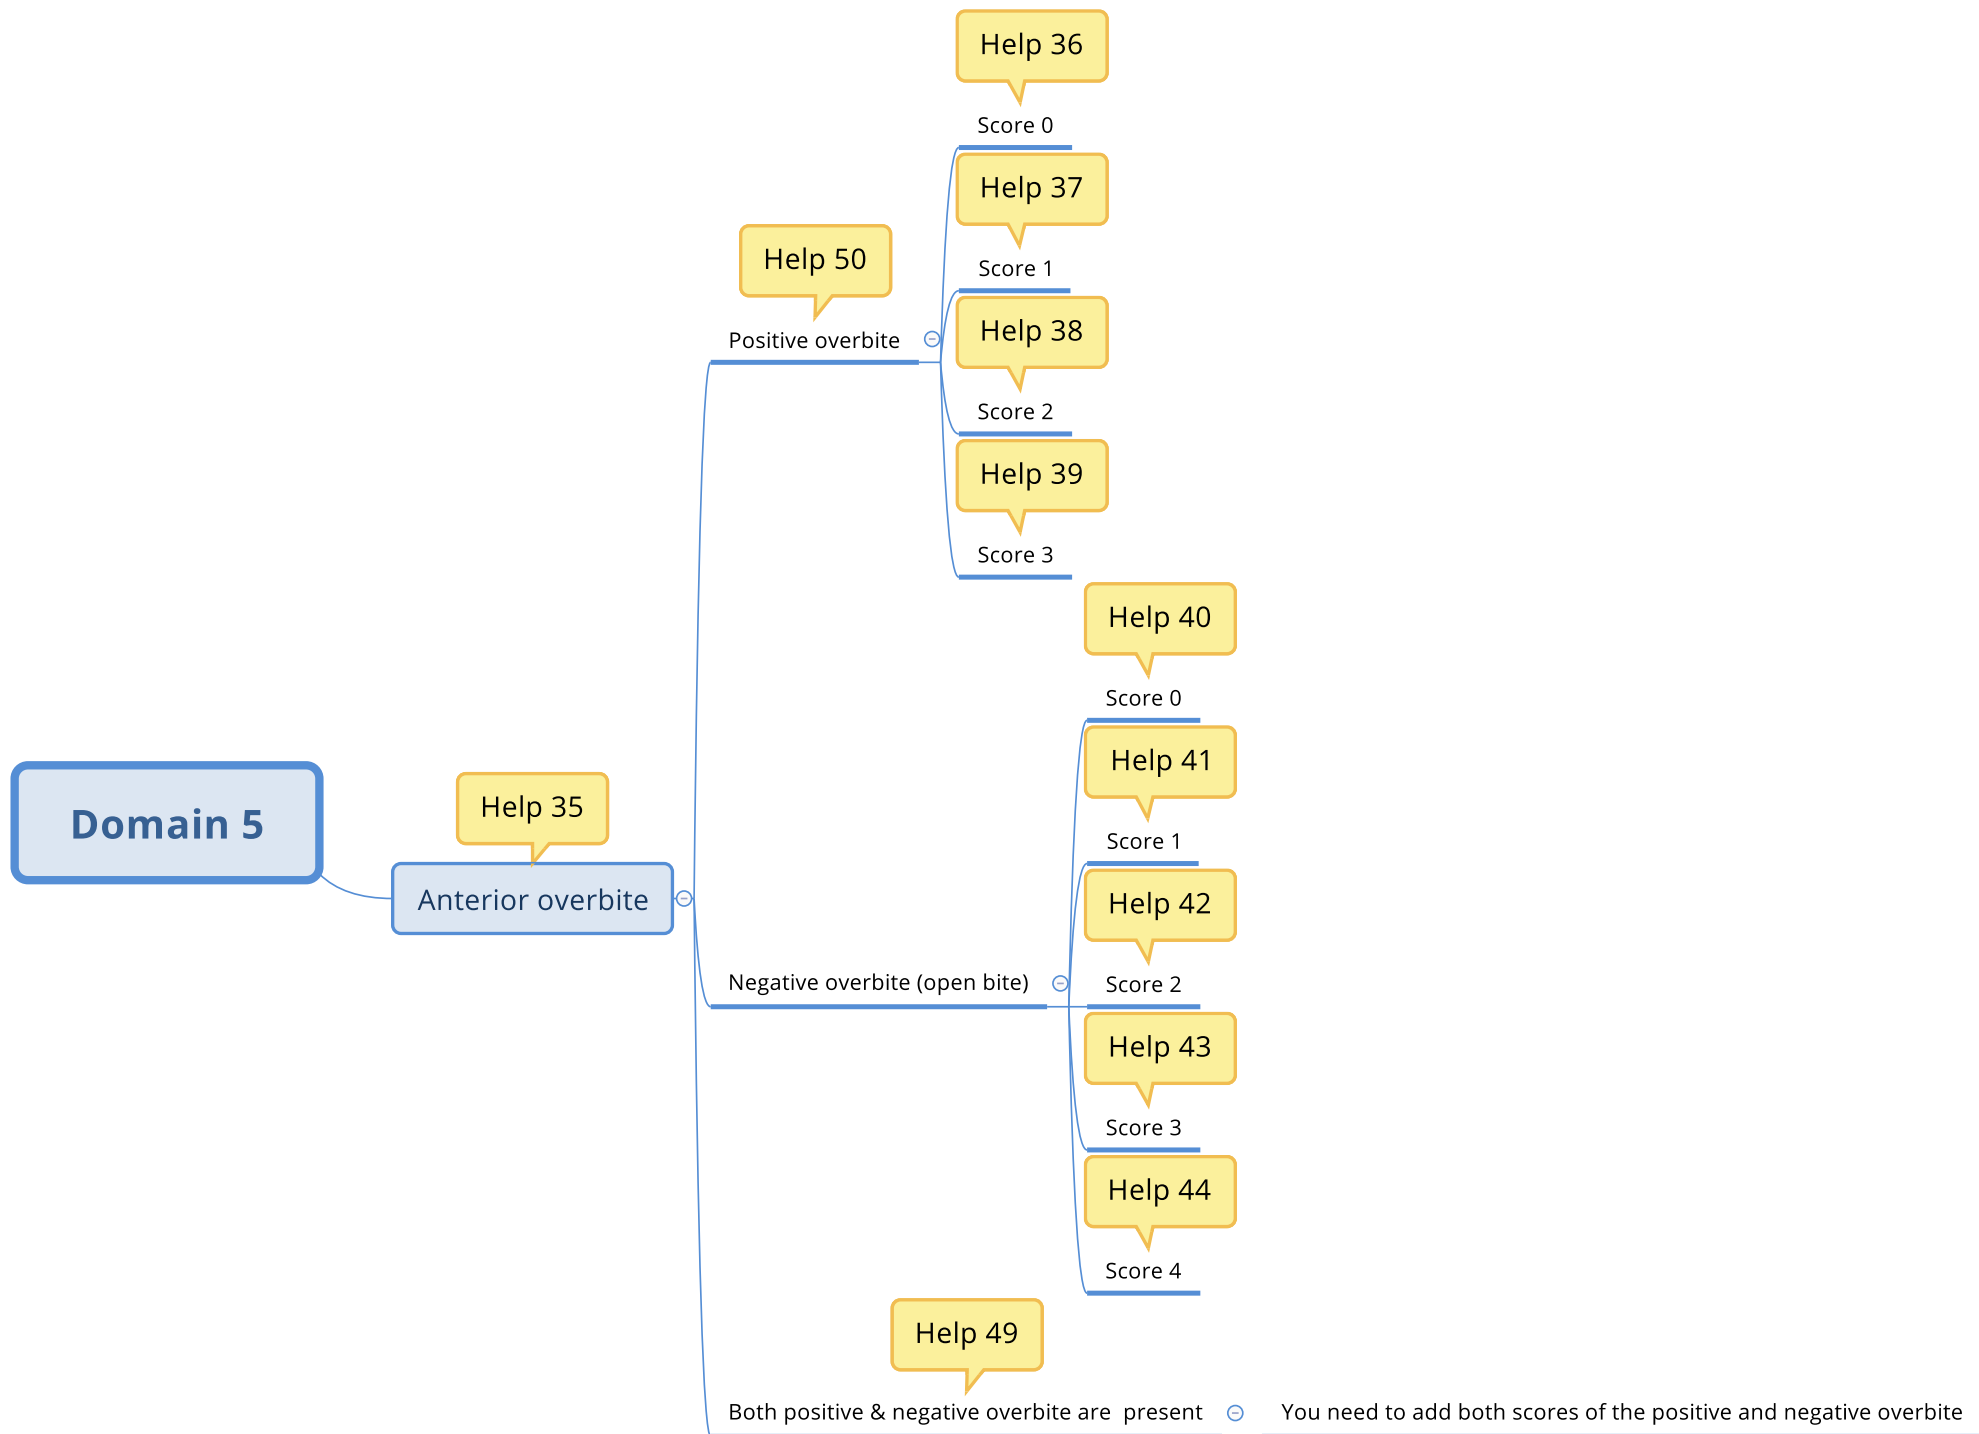 Help 36
Score 0
Help 37
Help 50
Score 1
Help 38
Positive overbite
Score 2
Help 39
Score 3
Help 40
Score 0
Help 41
Domain 5
Help 35
Score 1
Anterior overbite
Help 42
Negative overbite (open bite)
Score 2
Help 43
Score 3
Help 44
Score 4
Help 49
Both positive & negative overbite are  present
You need to add both scores of the positive and negative overbite